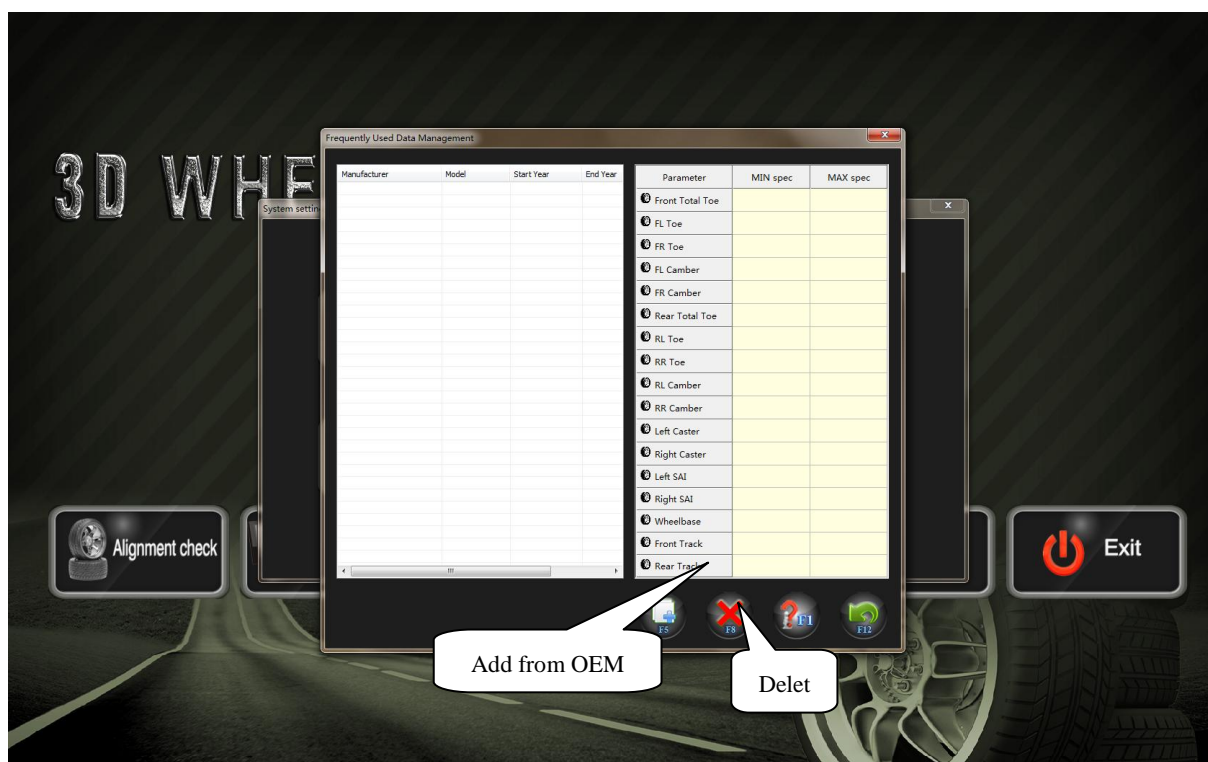 Frequently Used Data Management
x
3D WHE
System settin
x
Manufacturer Model Start Year End Year
Parameter MIN spec MAX spec
Front Total Toe
FL Toe
FR Toe
FL Camber
FR Camber
Rear Total Toe
RL Toe
RR Toe
RL Camber
RR Camber
Left Caster
Right Caster
Left SAI
Right SAI
Wheelbase
Front Track
Rear Track
Alignment check
Exit
F5 F8 ?F1 F12
Add from OEM
Delet